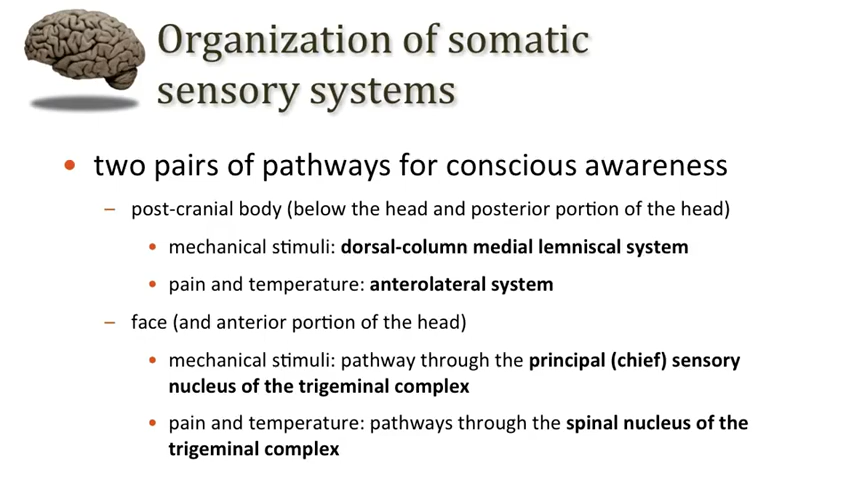 Organization of somatic
sensory systems
• two pairs of pathways for conscious awareness
– post-cranial body (below the head and posterior portion of the head)
• mechanical stimuli: dorsal-column medial lemniscal system
• pain and temperature: anterolateral system
– face (and anterior portion of the head)
• mechanical stimuli: pathway through the principal (chief) sensory
nucleus of the trigeminal complex
• pain and temperature: pathways through the spinal nucleus of the
trigeminal complex